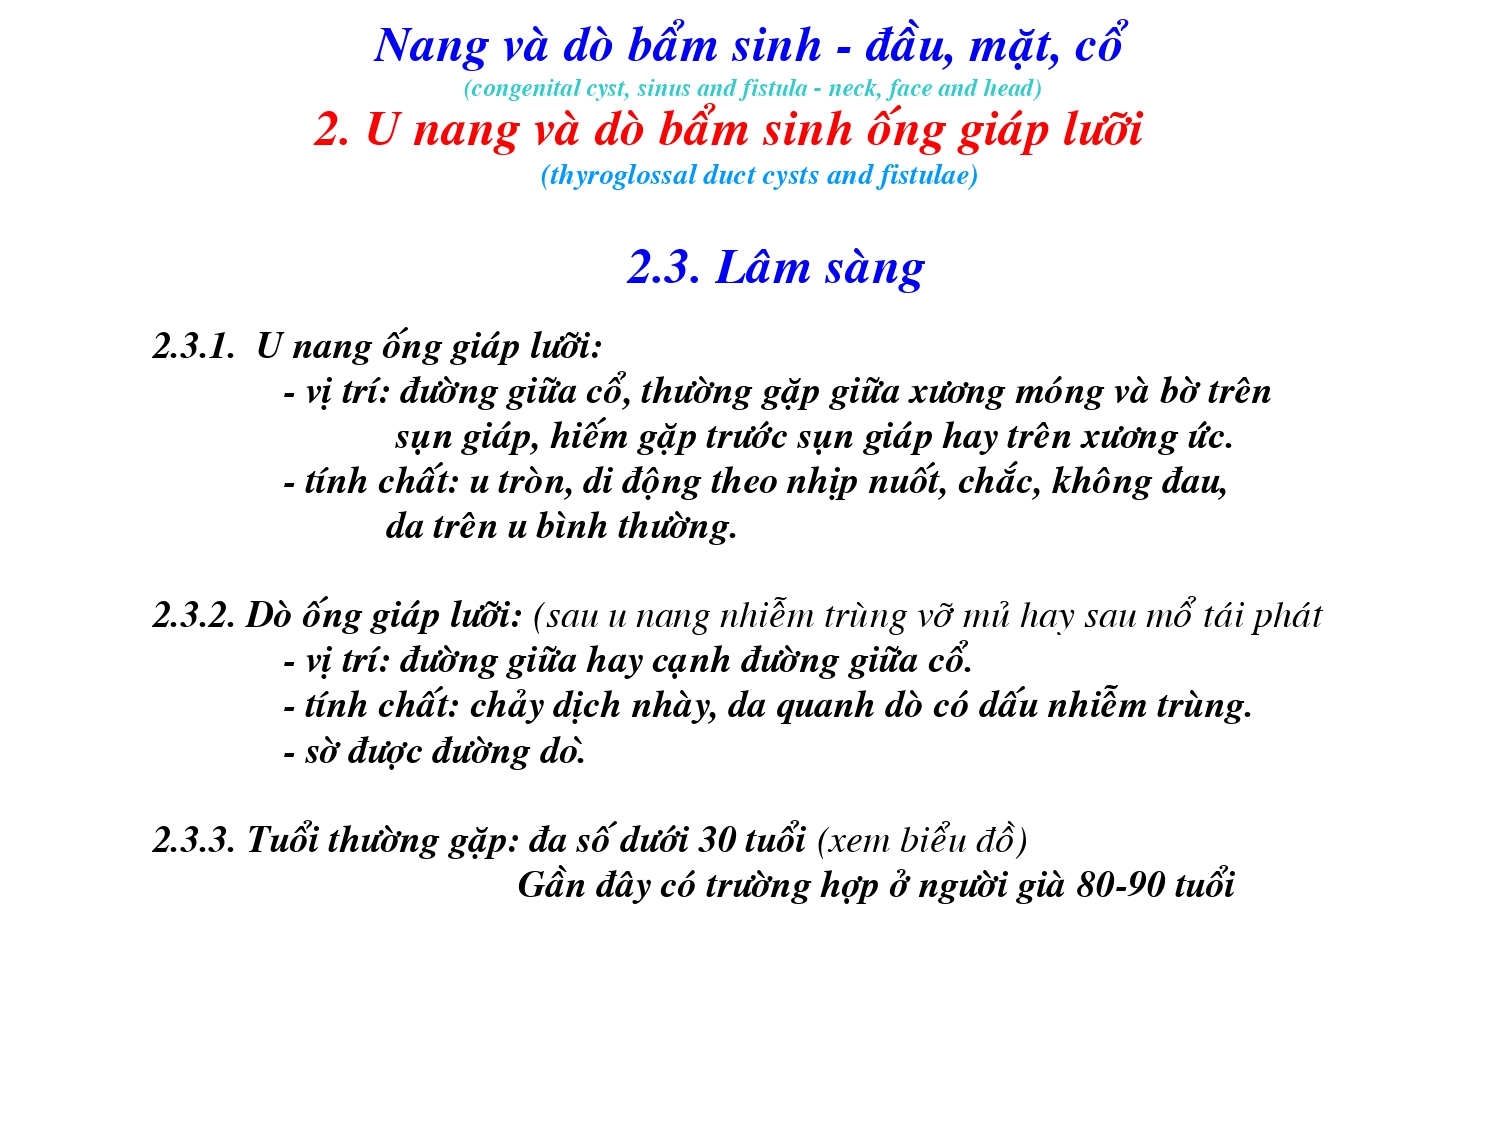 Nang và dò bẩm sinh - đầu, mặt, cổ
(congenital cyst, sinus and fistula - neck, face and head)
2. U nang và dò bẩm sinh ống giáp lưỡi
(thyroglossal duct cysts and fistulae)
2.3. Lâm sàng
2.3.1. U nang ống giáp lưỡi:
- vị trí: đường giữa cổ, thường gặp giữa xương móng và bờ trên
sụn giáp, hiếm gặp trước sụn giáp hay trên xương ức.
- tính chất: u tròn, di động theo nhịp nuốt, chắc, không đau,
da trên u bình thường.
2.3.2. Dò ống giáp lưỡi: (sau u nang nhiễm trùng vỡ mủ hay sau mổ tái phát
- vị trí: đường giữa hay cạnh đường giữa cổ.
- tính chất: chảy dịch nhày, da quanh dò có dấu nhiễm trùng.
- sờ được đường dò.
2.3.3. Tuổi thường gặp: đa số dưới 30 tuổi (xem biểu đồ)
Gần đây có trường hợp ở người già 80-90 tuổi